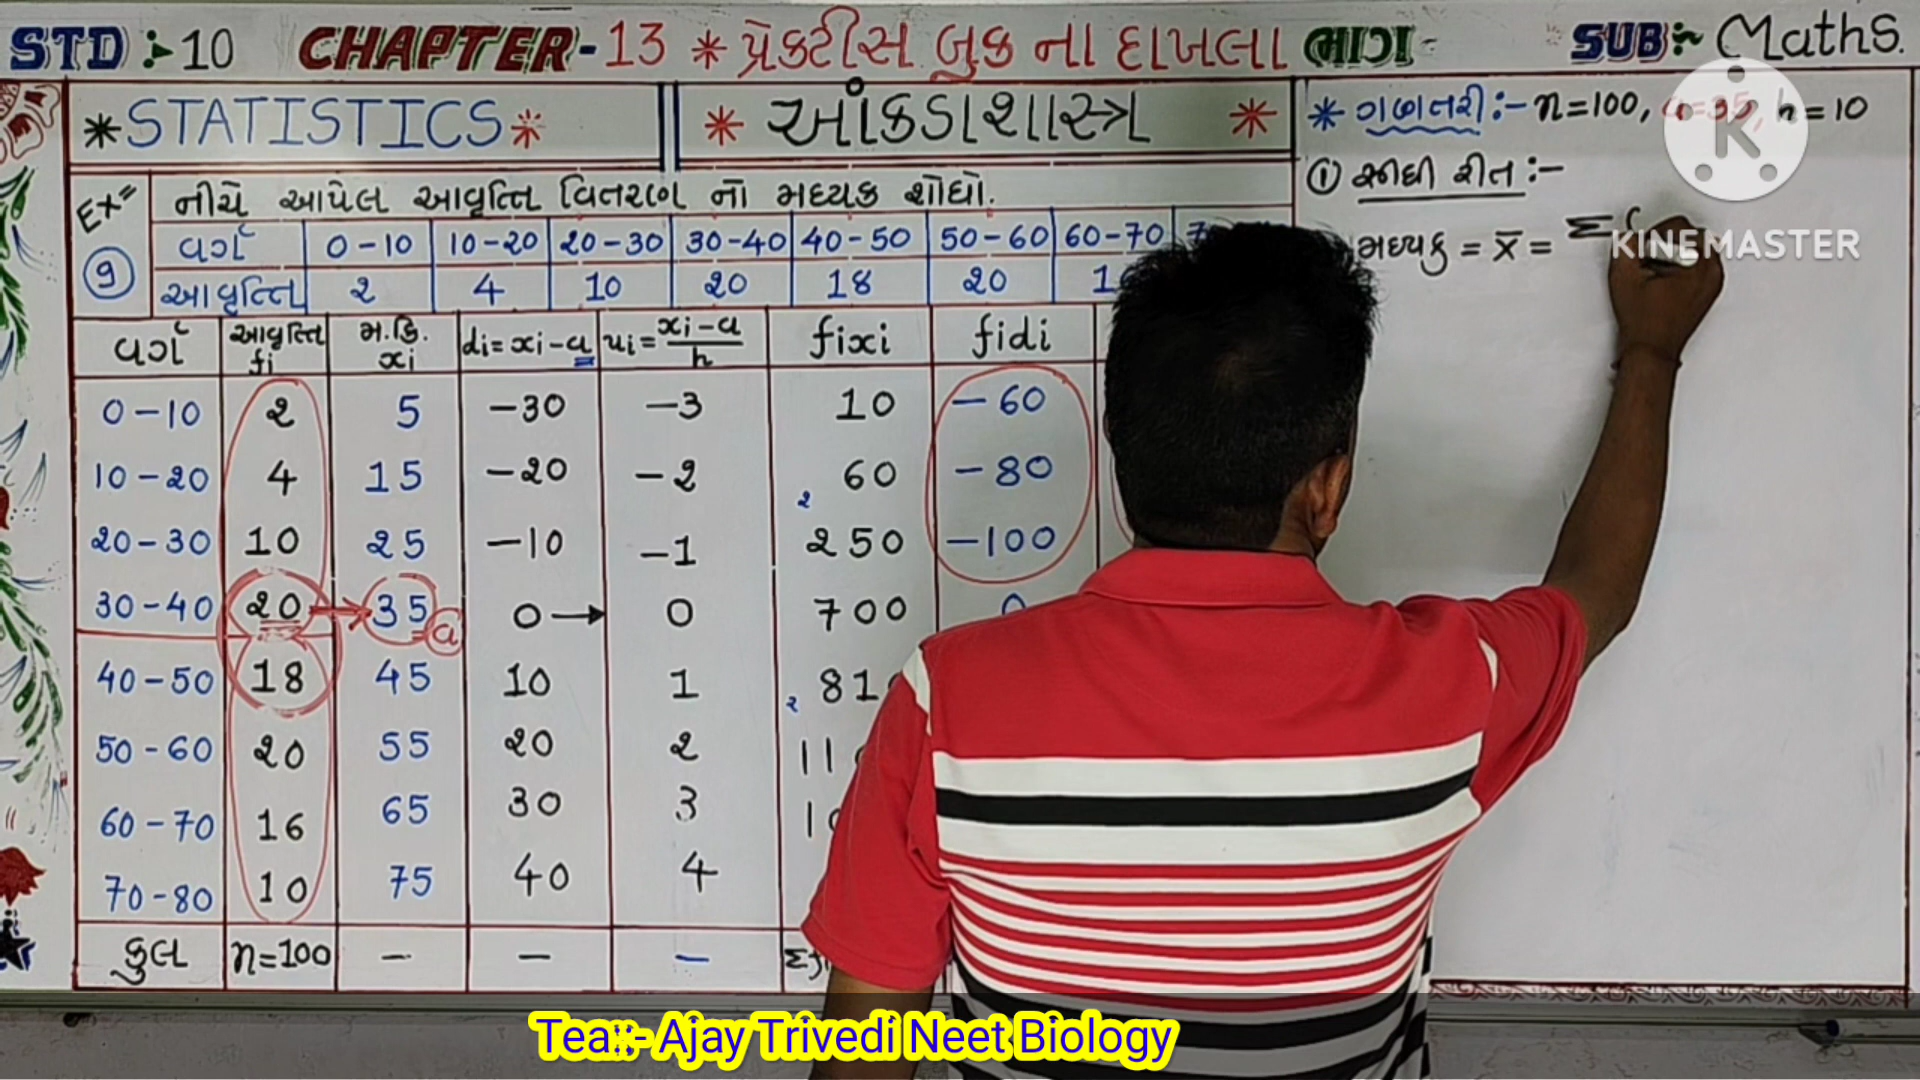 STD :- 10 CHAPTER-13 * પ્રેક્ટીસ બુક ના દાખલા ભાગ - SUB:- Maths.
* STATISTICS * * આંકડાશાસ્ત્ર *
Ex" નીચે આપેલ આવૃત્તિ વિતરણ નો મધ્યક શોધો.
૧
વર્ગ 0-10 10-20 20-30 30-40 40-50 50-60 60-70
આવૃત્તિ 2 4 10 20 18 20
વર્ગ આવૃત્તિ fi મ.કિ. xi di=xi-a ui=xi-a/h fixi fidi
0-10 2 5 -30 -3 10 -60
10-20 4 15 -20 -2 60 -80
20-30 10 25 -10 -1 250 -100
30-40 20 → 35 a 0 → 0 700 0
40-50 18 45 10 1
50-60 20 55 20 2
60-70 16 65 30 3
70-80 10 75 40 4
કુલ n=100 - - -
* ગણતરી:- n=100, a=35, h=10
① સીધી રીત:-
મધ્યક = x̄ = Σ
KINEMASTER
Tea:- Ajay Trivedi Neet Biology